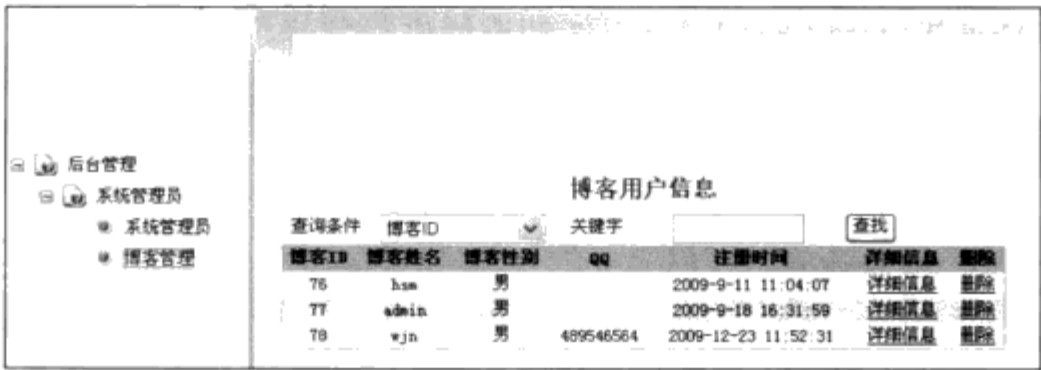 后台管理
系统管理员
系统管理员
博客管理
博客用户信息
查询条件 博客ID 关键字 查找
博客ID 博客姓名 博客性别 QQ 注册时间 详细信息 删除
76 hsm 男 2009-9-11 11:04:07 详细信息 删除
77 admin 男 2009-9-18 16:31:59 详细信息 删除
78 wjn 男 489546564 2009-12-23 11:52:31 详细信息 删除